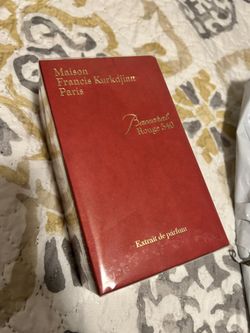 Maison
Francis Kurkdjian
Paris
Baccarat
Rouge 540
Extrait de parfum